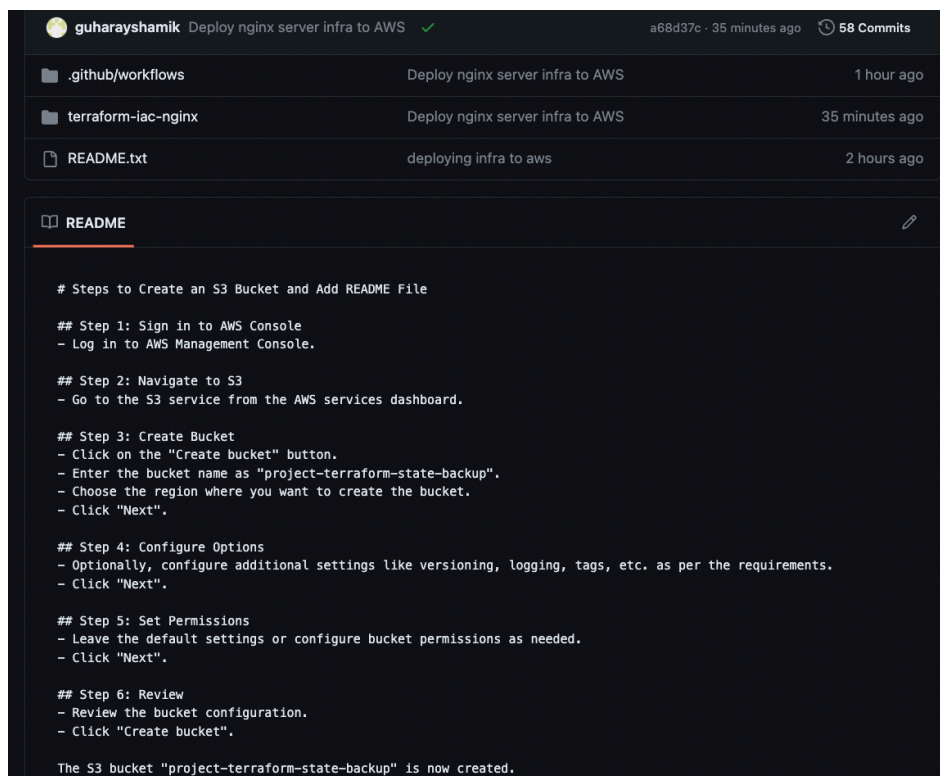 guharayshamik Deploy nginx server infra to AWS a68d37c · 35 minutes ago 58 Commits
.github/workflows Deploy nginx server infra to AWS 1 hour ago
terraform-iac-nginx Deploy nginx server infra to AWS 35 minutes ago
README.txt deploying infra to aws 2 hours ago
README
# Steps to Create an S3 Bucket and Add README File
## Step 1: Sign in to AWS Console
- Log in to AWS Management Console.
## Step 2: Navigate to S3
- Go to the S3 service from the AWS services dashboard.
## Step 3: Create Bucket
- Click on the "Create bucket" button.
- Enter the bucket name as "project-terraform-state-backup".
- Choose the region where you want to create the bucket.
- Click "Next".
## Step 4: Configure Options
- Optionally, configure additional settings like versioning, logging, tags, etc. as per the requirements.
- Click "Next".
## Step 5: Set Permissions
- Leave the default settings or configure bucket permissions as needed.
- Click "Next".
## Step 6: Review
- Review the bucket configuration.
- Click "Create bucket".
The S3 bucket "project-terraform-state-backup" is now created.